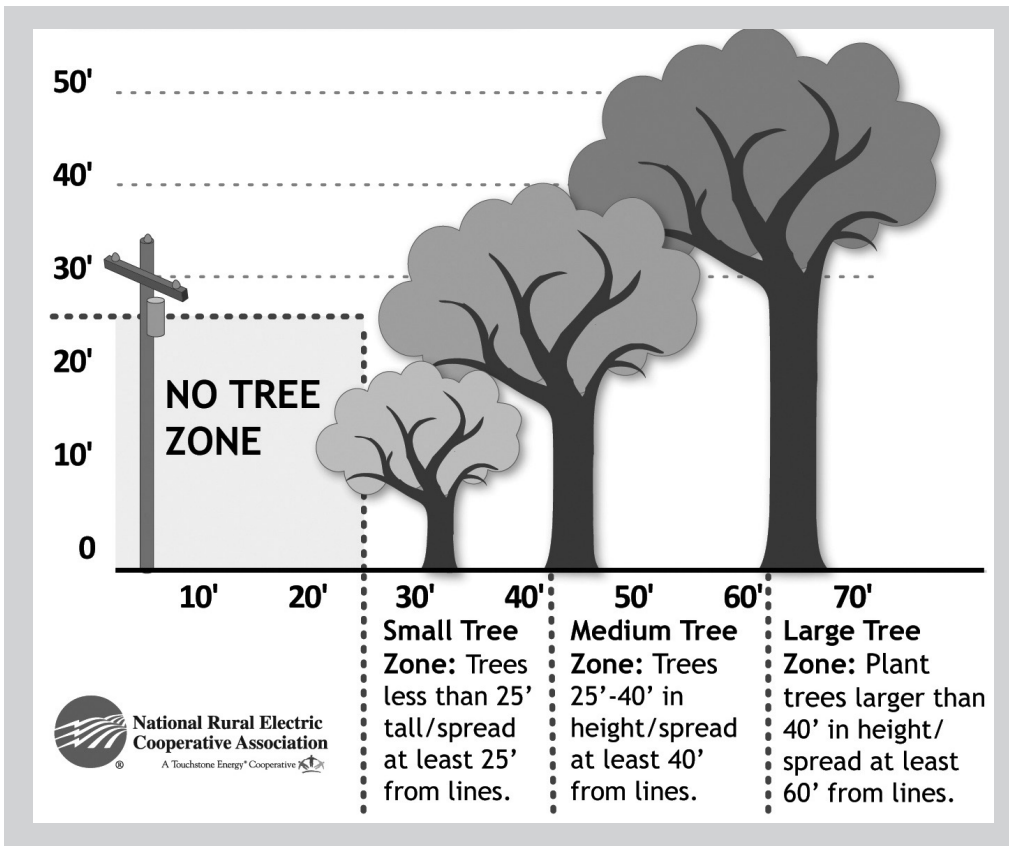 50'
40'
30'
20'
10'
0
NO TREE
ZONE
10' 20' 30' 40' 50' 60' 70'
Small Tree
Zone: Trees
less than 25’
tall/spread
at least 25’
from lines.
Medium Tree
Zone: Trees
25’-40’ in
height/spread
at least 40’
from lines.
Large Tree
Zone: Plant
trees larger than
40’ in height/
spread at least
60’ from lines.
National Rural Electric
Cooperative Association
A Touchstone Energy® Cooperative
®